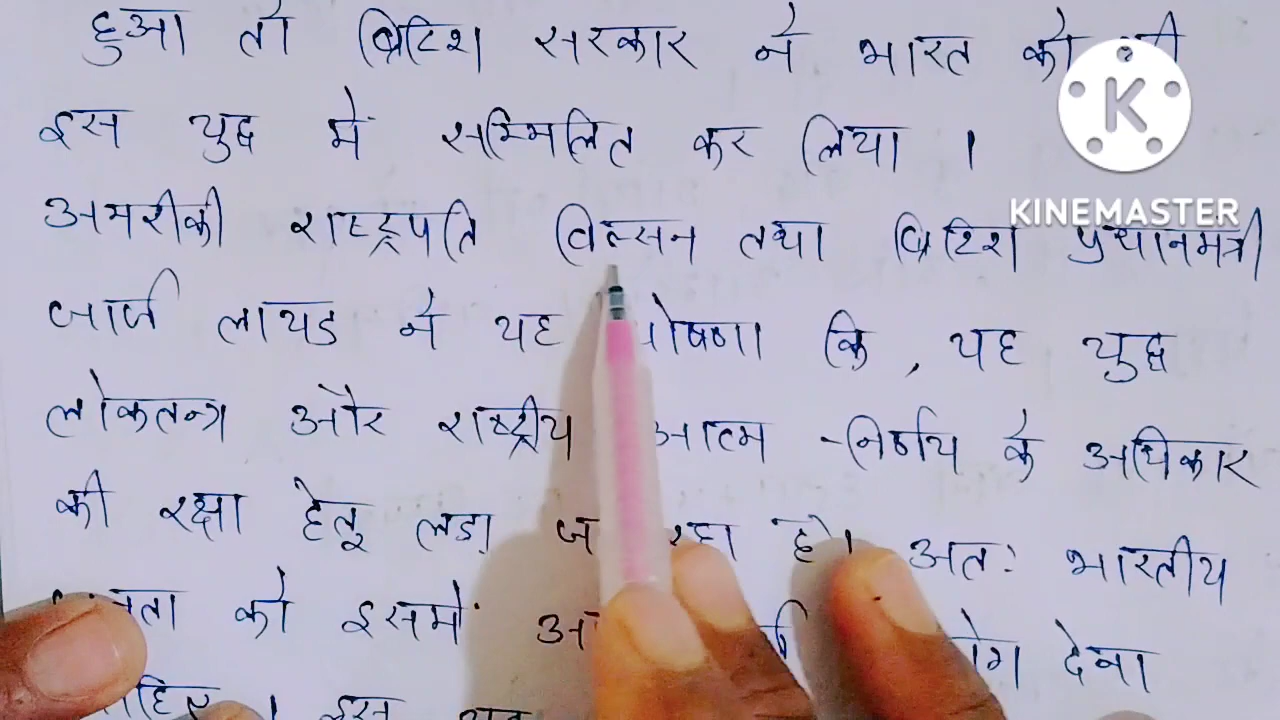 हुआ तो ब्रिटिश सरकार ने भारत को
इस युद्ध में सम्मिलित कर लिया ।
अमरीकी राष्ट्रपति विल्सन तथा ब्रिटिश प्रधानमंत्री
जार्ज लायड ने यह कि , यह युद्ध
लोकतन्त्र और राष्ट्रीय आत्म - निर्णय के अधिकार
की रक्षा हेतू लडा़ रहा है। अतः भारतीय
को इसमें देना
इस
K
KINEMASTER